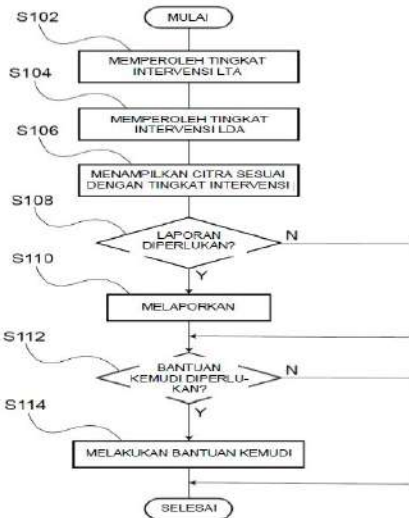 MULAI
S102
MEMPEROLEH TINGKAT
INTERVENSI LTA
S104
MEMPEROLEH TINGKAT
INTERVENSI LDA
S106
MENAMPILKAN CITRA SESUAI
DENGAN TINGKAT INTERVENSI
S108
LAPORAN
DIPERLUKAN?
N
Y
S110
MELAPORKAN
S112
BANTUAN
KEMUDI DIPERLU-
KAN?
N
Y
S114
MELAKUKAN BANTUAN KEMUDI
SELESAI